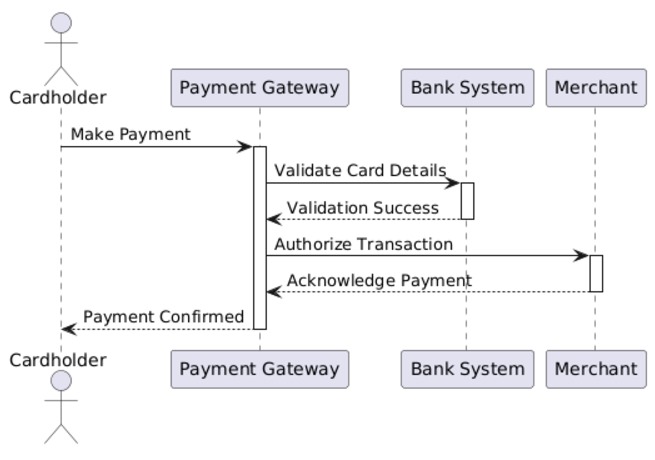 Cardholder
Payment Gateway
Bank System
Merchant
Make Payment
Validate Card Details
Validation Success
Authorize Transaction
Acknowledge Payment
Payment Confirmed
Cardholder
Payment Gateway
Bank System
Merchant